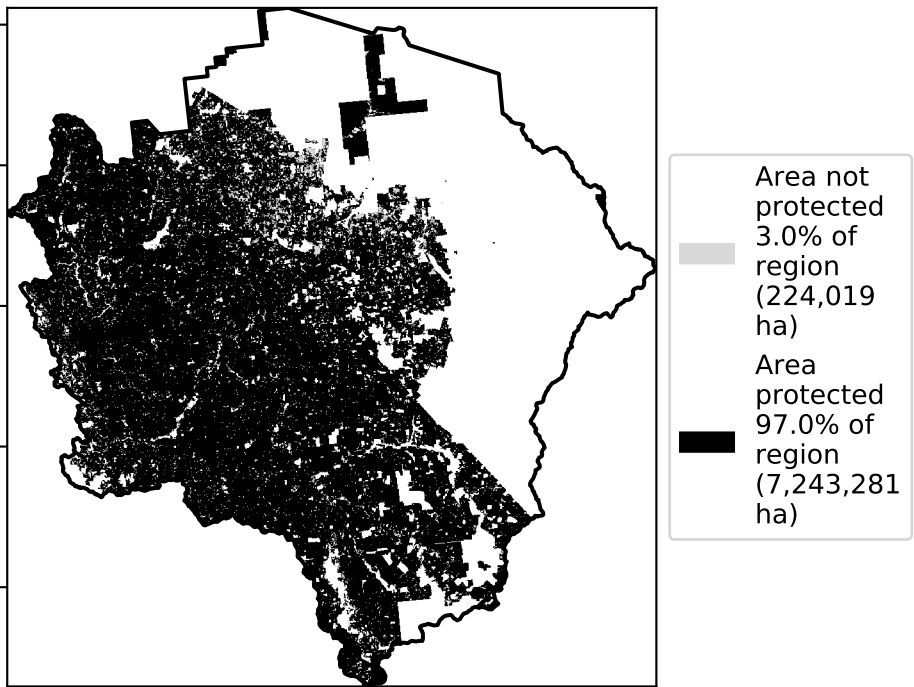 Area not
protected
3.0% of
region
(224,019
ha)
Area
protected
97.0% of
region
(7,243,281
ha)